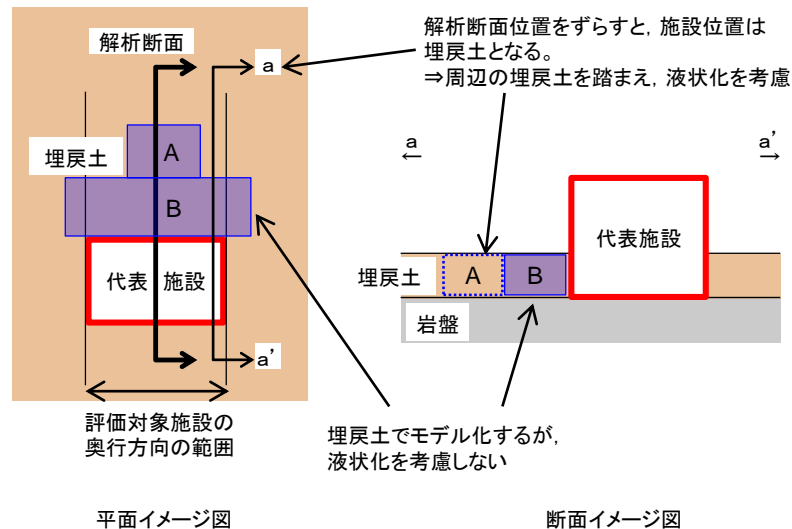 解析断面
a
埋戻土
A
B
代表 施設
a’
評価対象施設の
奥行方向の範囲
平面イメージ図
解析断面位置をずらすと, 施設位置は
埋戻土となる。
⇒周辺の埋戻土を踏まえ, 液状化を考慮
a
a’
代表施設
埋戻土
A
B
岩盤
埋戻土でモデル化するが,
液状化を考慮しない
断面イメージ図